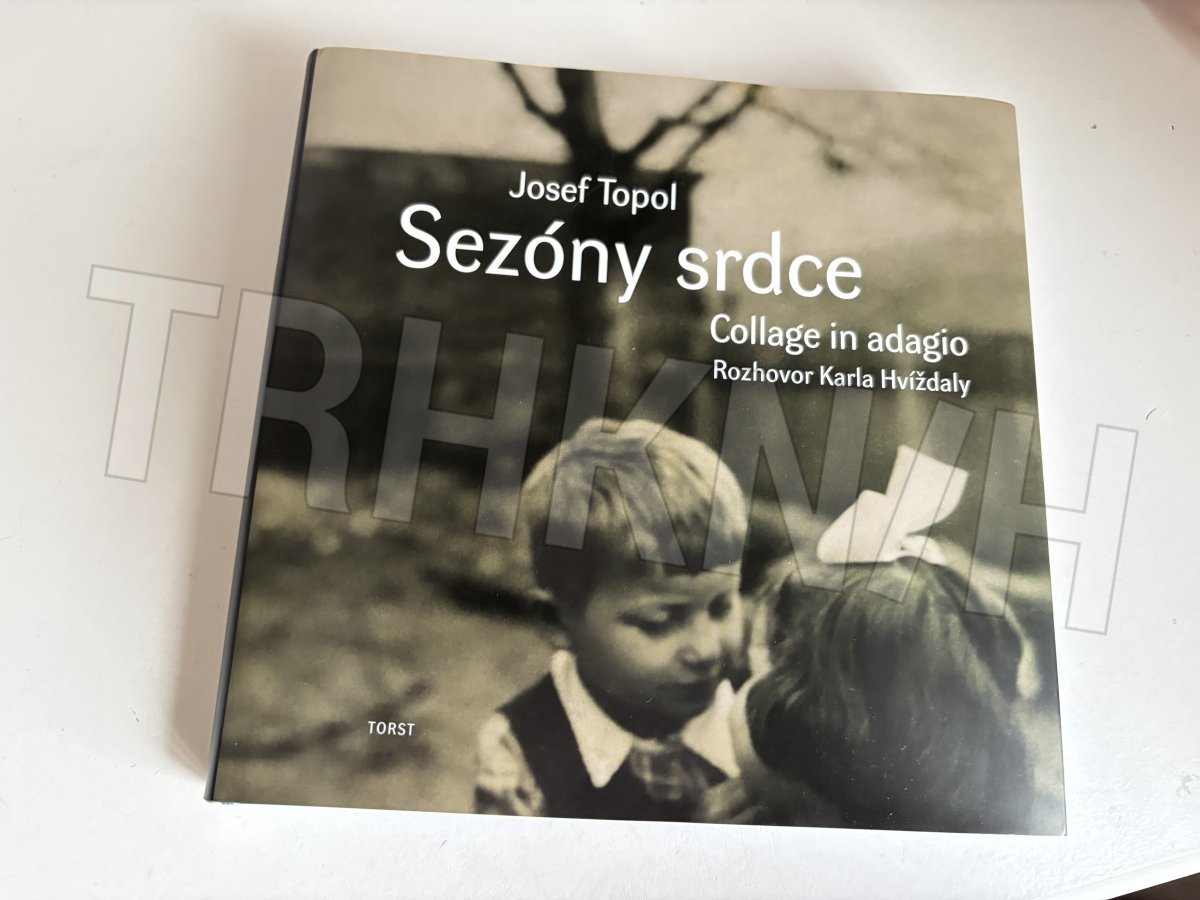 Josef Topol
Sezóny srdce
Collage in adagio
Rozhovor Karla Hvížďaly
TRHKNIH
TORST